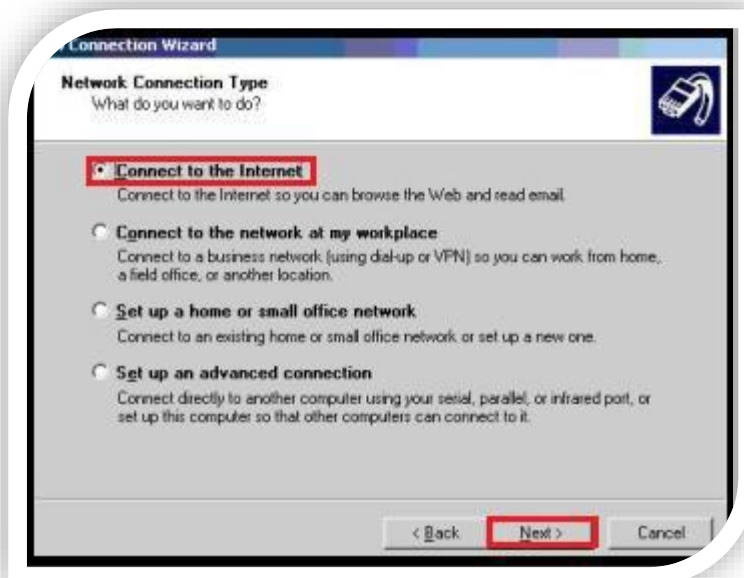 Connection Wizard
Network Connection Type
What do you want to do?
Connect to the Internet
Connect to the Internet so you can browse the Web and read email.
Connect to the network at my workplace
Connect to a business network (using dial-up or VPN) so you can work from home,
a field office, or another location.
Set up a home or small office network
Connect to an existing home or small office network or set up a new one.
Set up an advanced connection
Connect directly to another computer using your serial, parallel, or infrared port, or
set up this computer so that other computers can connect to it.
< Back Next > Cancel